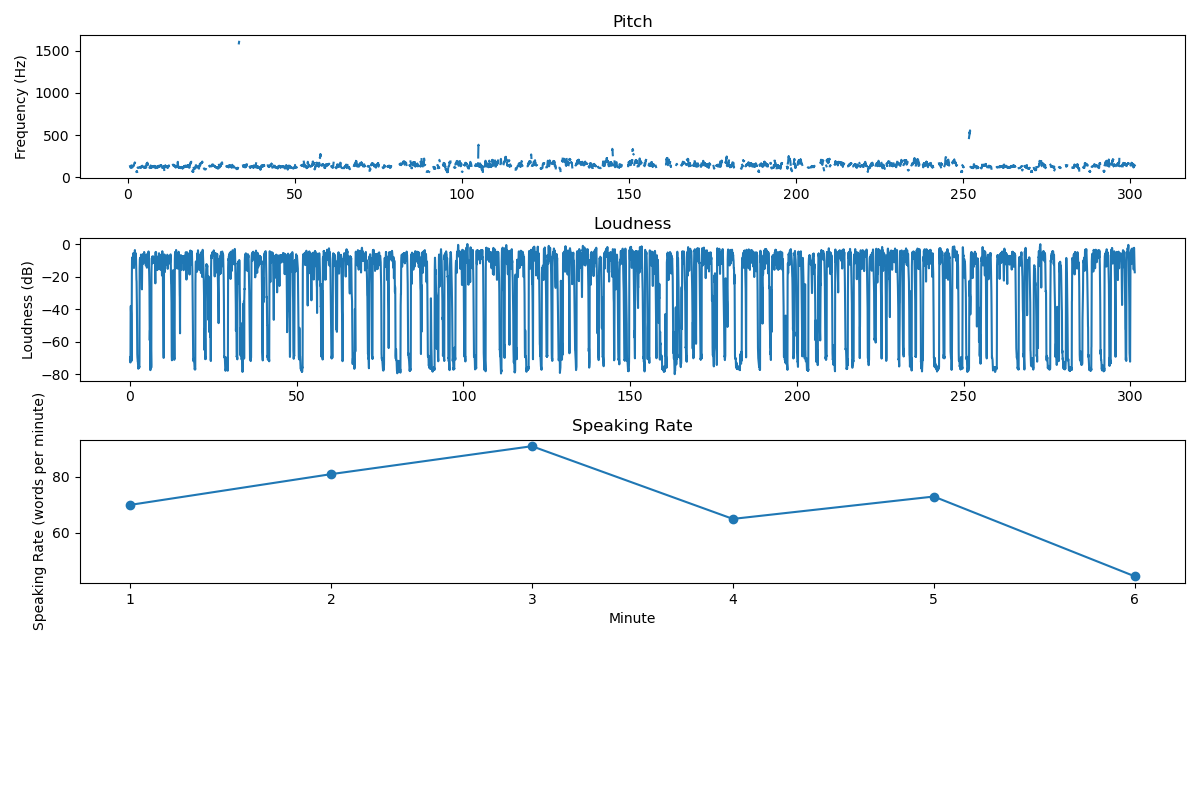 Pitch
Frequency (Hz)
1500
1000
500
0
0 50 100 150 200 250 300
Loudness
Loudness (dB)
0
−20
−40
−60
−80
0 50 100 150 200 250 300
Speaking Rate
Speaking Rate (words per minute)
80
60
1 2 3 4 5 6
Minute